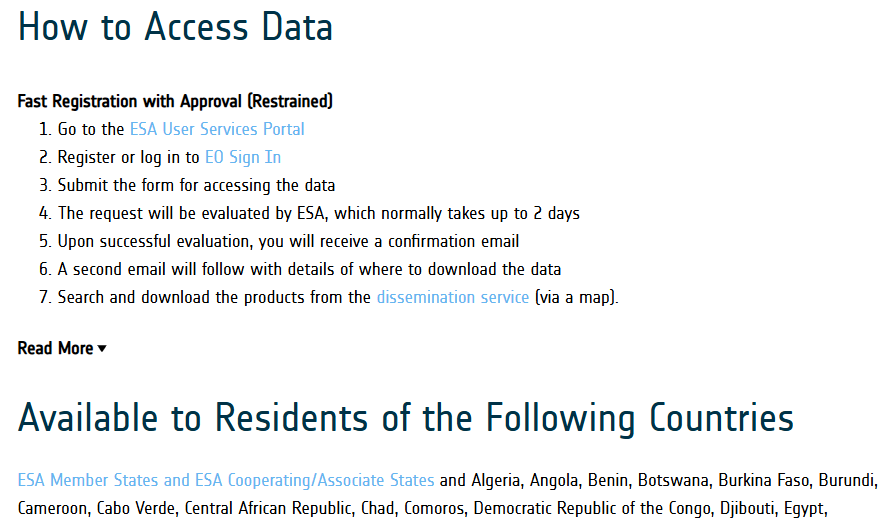 How to Access Data
Fast Registration with Approval (Restrained)
1. Go to the ESA User Services Portal
2. Register or log in to EO Sign In
3. Submit the form for accessing the data
4. The request will be evaluated by ESA, which normally takes up to 2 days
5. Upon successful evaluation, you will receive a confirmation email
6. A second email will follow with details of where to download the data
7. Search and download the products from the dissemination service (via a map).
Read More
Available to Residents of the Following Countries
ESA Member States and ESA Cooperating/Associate States and Algeria, Angola, Benin, Botswana, Burkina Faso, Burundi,
Cameroon, Cabo Verde, Central African Republic, Chad, Comoros, Democratic Republic of the Congo, Djibouti, Egypt,